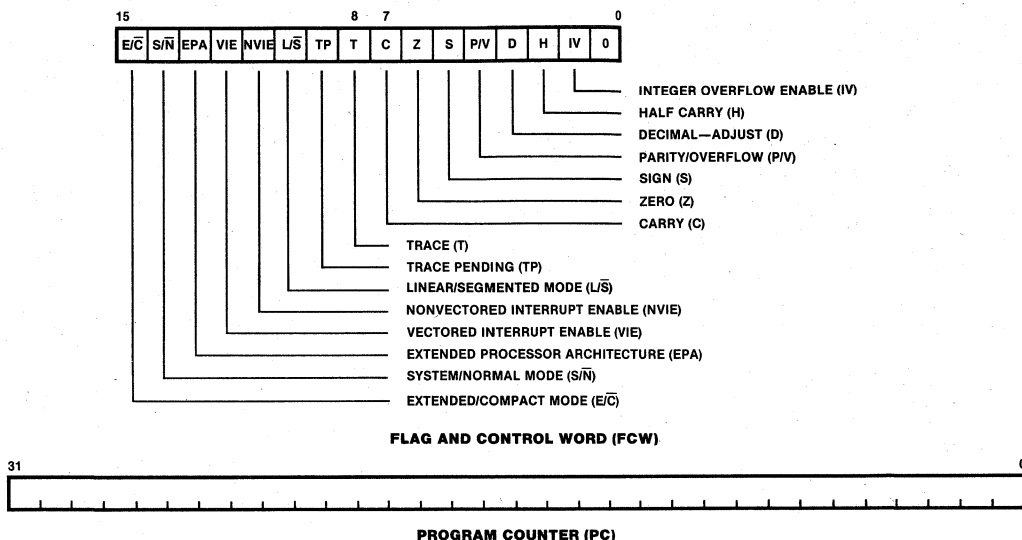 15 8 7 0
E/C̅ S/N̅ EPA VIE NVIE L/S̅ TP T C Z S P/V D H IV 0
INTEGER OVERFLOW ENABLE (IV)
HALF CARRY (H)
DECIMAL—ADJUST (D)
PARITY/OVERFLOW (P/V)
SIGN (S)
ZERO (Z)
CARRY (C)
TRACE (T)
TRACE PENDING (TP)
LINEAR/SEGMENTED MODE (L/S̅)
NONVECTORED INTERRUPT ENABLE (NVIE)
VECTORED INTERRUPT ENABLE (VIE)
EXTENDED PROCESSOR ARCHITECTURE (EPA)
SYSTEM/NORMAL MODE (S/N̅)
EXTENDED/COMPACT MODE (E/C̅)
FLAG AND CONTROL WORD (FCW)
31 0
PROGRAM COUNTER (PC)